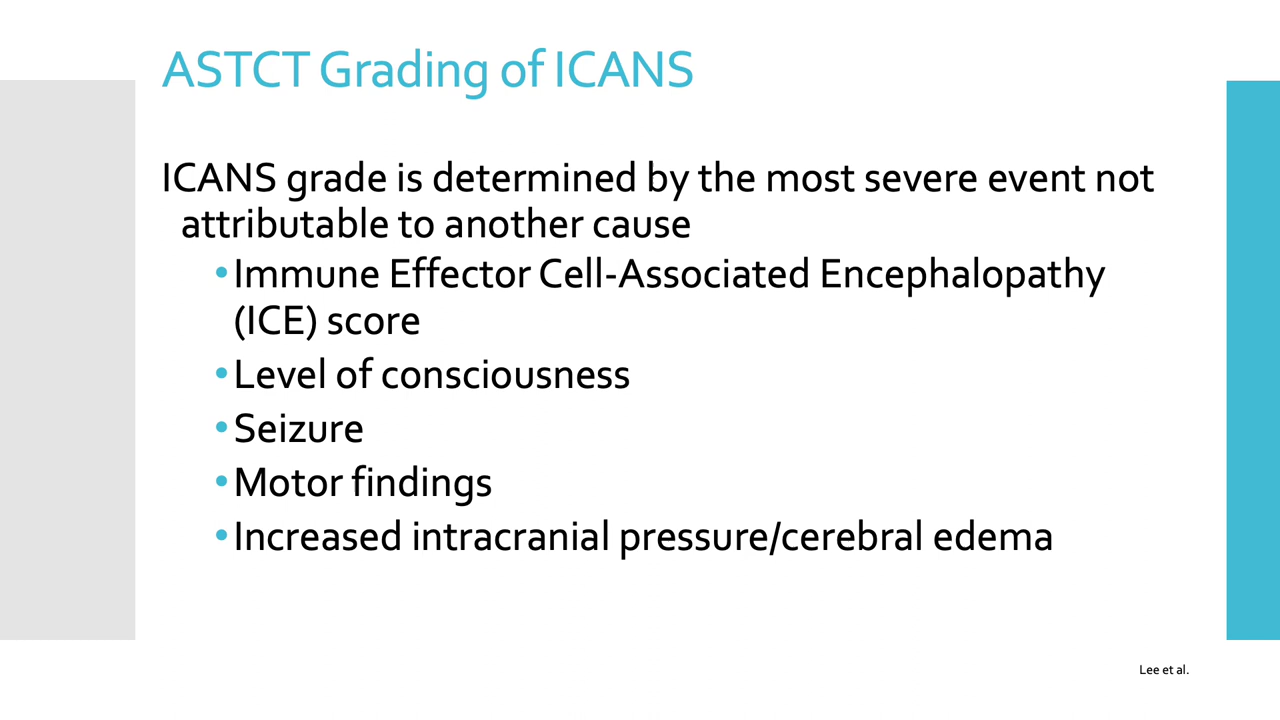 ASTCT Grading of ICANS
ICANS grade is determined by the most severe event not
attributable to another cause
•Immune Effector Cell-Associated Encephalopathy
(ICE) score
•Level of consciousness
•Seizure
•Motor findings
•Increased intracranial pressure/cerebral edema
Lee et al.